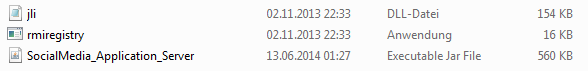 jli 02.11.2013 22:33 DLL-Datei 154 KB
rmiregistry 02.11.2013 22:33 Anwendung 16 KB
SocialMedia_Application_Server 13.06.2014 01:27 Executable Jar File 560 KB